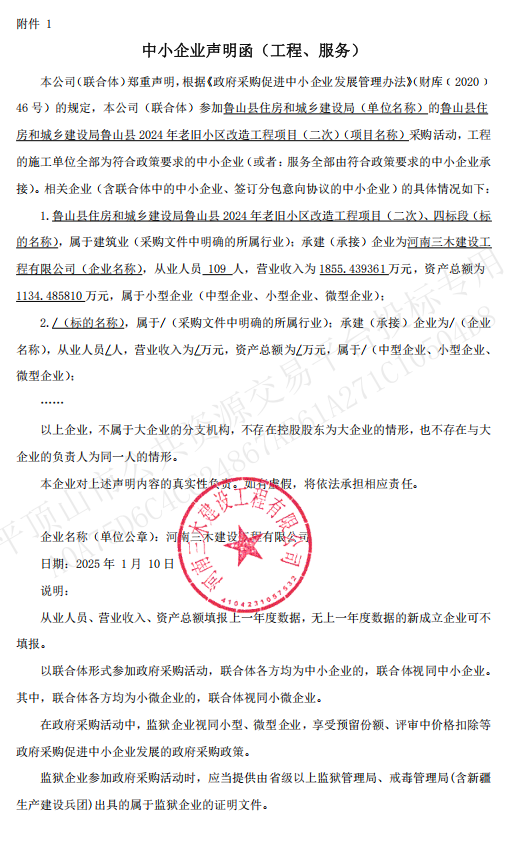 附件 1
中小企业声明函（工程、服务）
本公司（联合体）郑重声明，根据《政府采购促进中小企业发展管理办法》（财库﹝2020﹞
46 号）的规定，本公司（联合体）参加鲁山县住房和城乡建设局（单位名称）的鲁山县住
房和城乡建设局鲁山县 2024 年老旧小区改造工程项目（二次）（项目名称）采购活动，工程
的施工单位全部为符合政策要求的中小企业（或者：服务全部由符合政策要求的中小企业承
接）。相关企业（含联合体中的中小企业、签订分包意向协议的中小企业）的具体情况如下：
1.鲁山县住房和城乡建设局鲁山县 2024 年老旧小区改造工程项目（二次）、四标段（标
的名称），属于建筑业（采购文件中明确的所属行业）；承建（承接）企业为河南三木建设工
程有限公司（企业名称），从业人员 109 人，营业收入为 1855.439361 万元，资产总额为
1134.485810 万元，属于小型企业（中型企业、小型企业、微型企业）；
2./（标的名称），属于/（采购文件中明确的所属行业）；承建（承接）企业为/（企业
名称），从业人员/人，营业收入为/万元，资产总额为/万元，属于/（中型企业、小型企业、
微型企业）；
……
以上企业，不属于大企业的分支机构，不存在控股股东为大企业的情形，也不存在与大
企业的负责人为同一人的情形。
本企业对上述声明内容的真实性负责。如有虚假，将依法承担相应责任。
企业名称（单位公章）：河南三木建设工程有限公司
日期：2025 年 1 月 10 日
河南三木建设工程有限公司
4104231057532
说明：
从业人员、营业收入、资产总额填报上一年度数据，无上一年度数据的新成立企业可不
填报。
以联合体形式参加政府采购活动，联合体各方均为中小企业的，联合体视同中小企业。
其中，联合体各方均为小微企业的，联合体视同小微企业。
在政府采购活动中，监狱企业视同小型、微型企业，享受预留份额、评审中价格扣除等
政府采购促进中小企业发展的政府采购政策。
监狱企业参加政府采购活动时，应当提供由省级以上监狱管理局、戒毒管理局(含新疆
生产建设兵团)出具的属于监狱企业的证明文件。
平顶山市公共资源交易平台投标专用